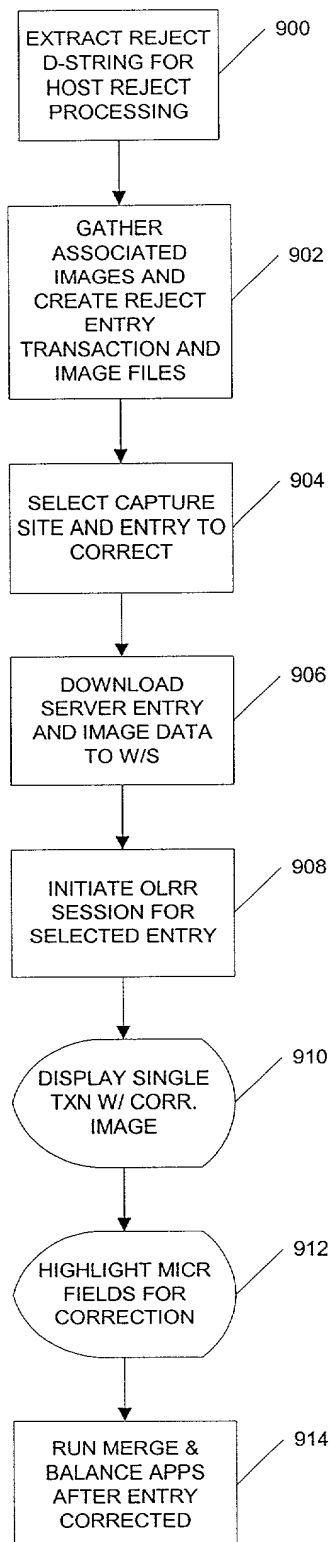 EXTRACT REJECT
D-STRING FOR
HOST REJECT
PROCESSING
900
GATHER
ASSOCIATED
IMAGES AND
CREATE REJECT
ENTRY
TRANSACTION AND
IMAGE FILES
902
SELECT CAPTURE
SITE AND ENTRY TO
CORRECT
904
DOWNLOAD
SERVER ENTRY
AND IMAGE DATA
TO W/S
906
INITIATE OLRR
SESSION FOR
SELECTED ENTRY
908
DISPLAY SINGLE
TXN W/ CORR.
IMAGE
910
HIGHLIGHT MICR
FIELDS FOR
CORRECTION
912
RUN MERGE &
BALANCE APPS
AFTER ENTRY
CORRECTED
914